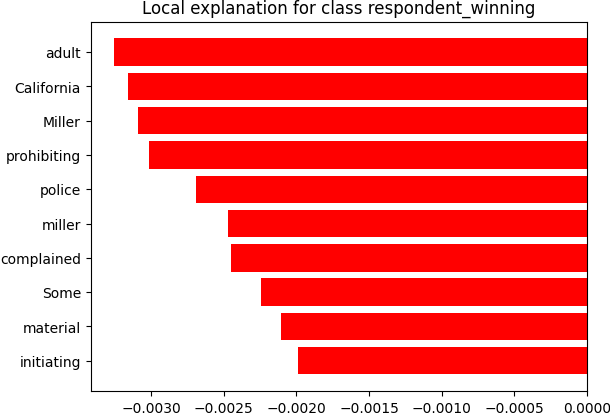 Local explanation for class respondent_winning
adult
California
Miller
prohibiting
police
miller
complained
Some
material
initiating
−0.0030 −0.0025 −0.0020 −0.0015 −0.0010 −0.0005 0.0000